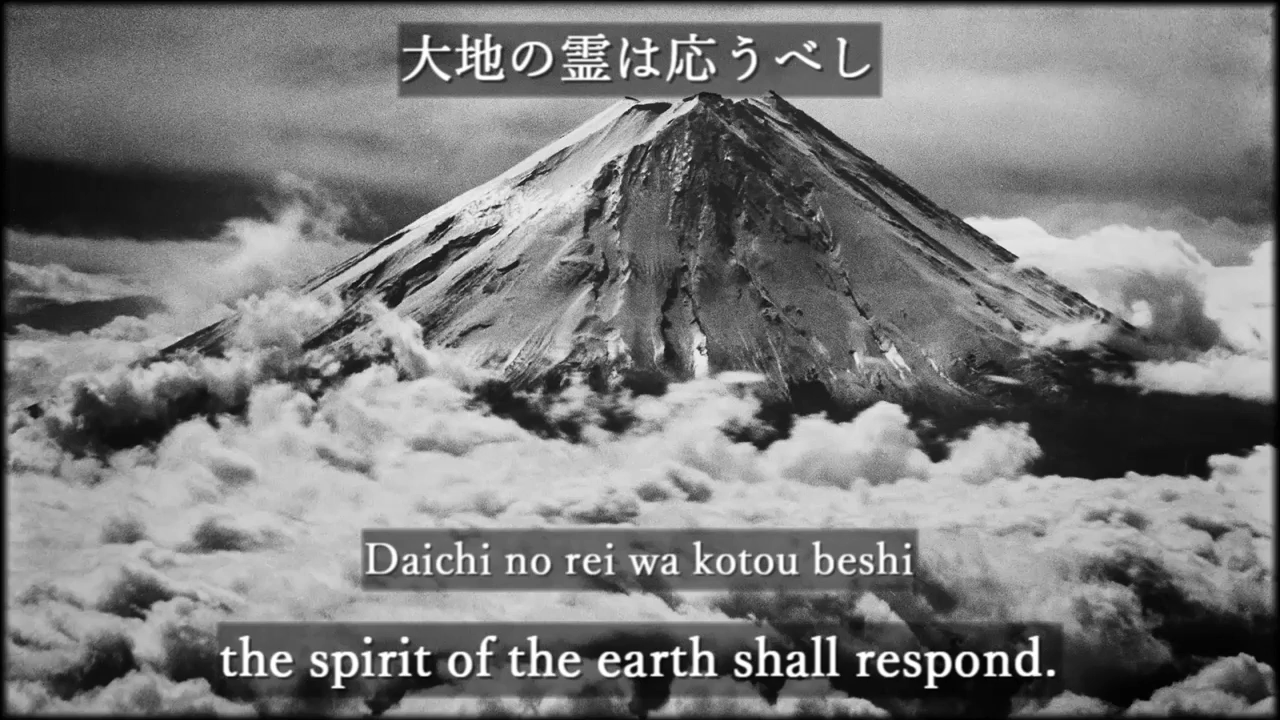 大地の霊は応うべし
Daichi no rei wa kotou beshi
the spirit of the earth shall respond.